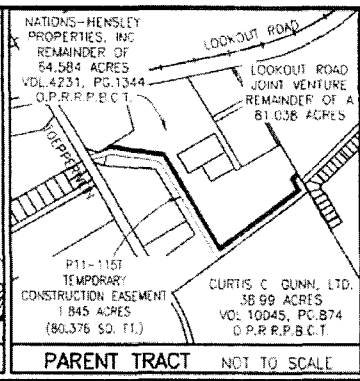 NATIONS-HENSLEY
PROPERTIES, INC
REMAINDER OF
64.584 ACRES
VOL.4231, PG.1344
O.P.R.R.P.B.C.T.
LOOKOUT ROAD
LOOKOUT ROAD
JOINT VENTURE
REMAINDER OF A
81.038 ACRES
TOEPPERWEIN
P11-115T
TEMPORARY
CONSTRUCTION EASEMENT
1.845 ACRES
(80,376 SQ. FT.)
CURTIS C GUNN, LTD.
38.99 ACRES
VOL 10045, PG.874
O.P.R.R.P.B.C.T.
PARENT TRACT NOT TO SCALE